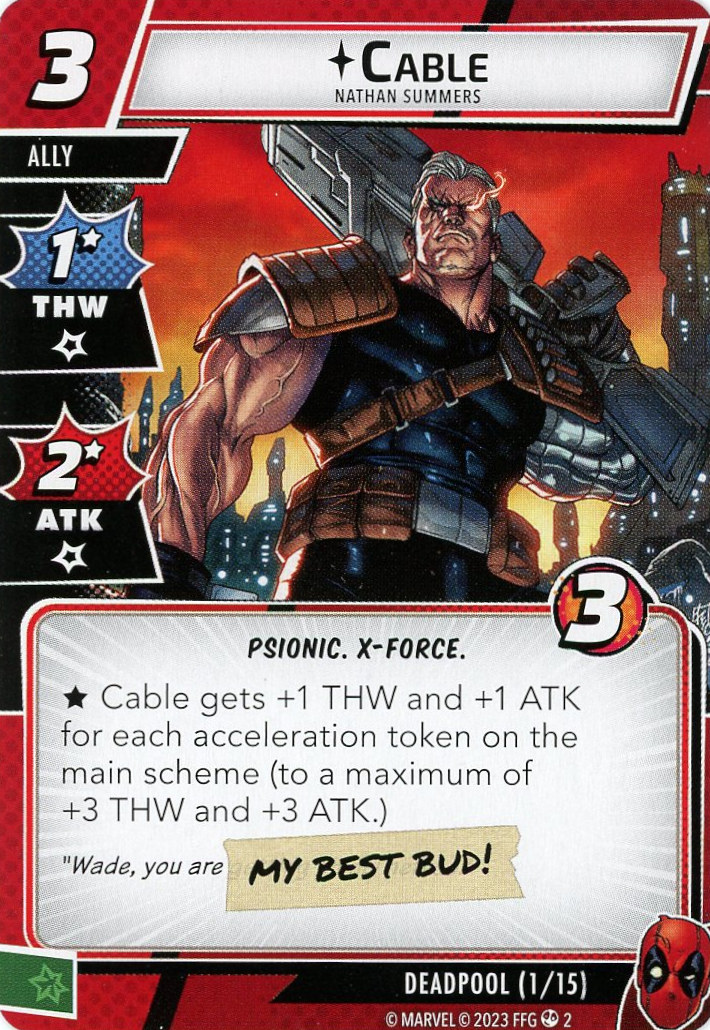 3
CABLE
NATHAN SUMMERS
ALLY
1
THW
2
ATK
3
PSIONIC. X-FORCE.
★ Cable gets +1 THW and +1 ATK
for each acceleration token on the
main scheme (to a maximum of
+3 THW and +3 ATK.)
"Wade, you are MY BEST BUD!
DEADPOOL (1/15)
© MARVEL © 2023 FFG 2